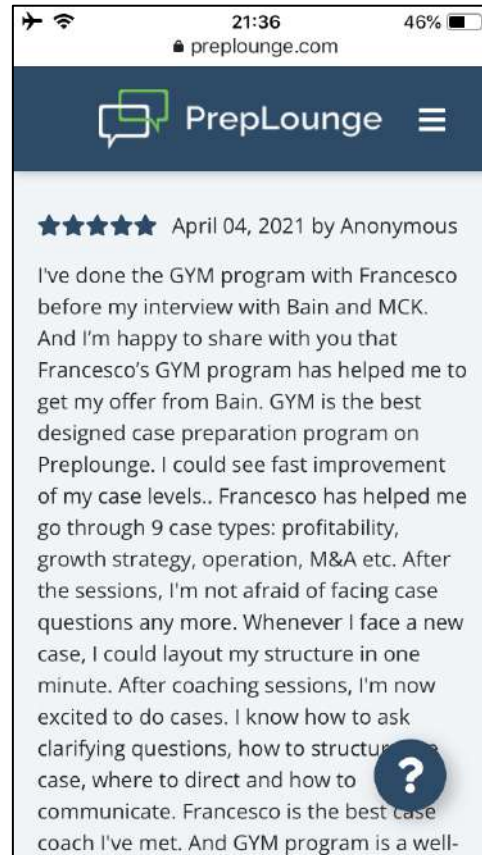 21:36
46%
preplounge.com
PrepLounge
April 04, 2021 by Anonymous
I've done the GYM program with Francesco
before my interview with Bain and MCK.
And I'm happy to share with you that
Francesco's GYM program has helped me to
get my offer from Bain. GYM is the best
designed case preparation program on
Preplounge. I could see fast improvement
of my case levels.. Francesco has helped me
go through 9 case types: profitability,
growth strategy, operation, M&A etc. After
the sessions, I'm not afraid of facing case
questions any more. Whenever I face a new
case, I could layout my structure in one
minute. After coaching sessions, I'm now
excited to do cases. I know how to ask
clarifying questions, how to
case, where to direct and how to
?
communicate. Francesco is the best case
coach I've met. And GYM program is a well-